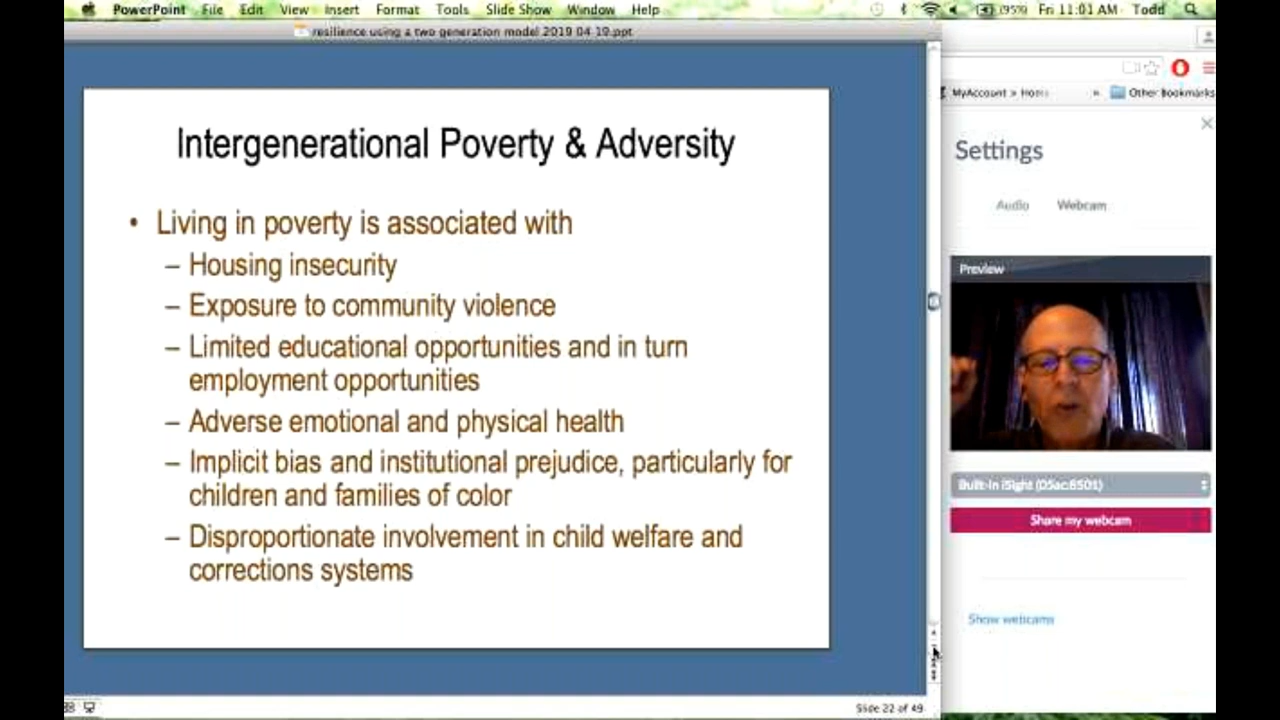 PowerPoint File Edit View Insert Format Tools Slide Show Window Help (95%) Fri 11:01 AM Todd
resilience using a two generation model 2019 04 19.ppt
MyAccount » Home » Other Bookmarks
Intergenerational Poverty & Adversity
• Living in poverty is associated with
– Housing insecurity
– Exposure to community violence
– Limited educational opportunities and in turn
employment opportunities
– Adverse emotional and physical health
– Implicit bias and institutional prejudice, particularly for
children and families of color
– Disproportionate involvement in child welfare and
corrections systems
Slide 22 of 49
Settings
Audio Webcam
Preview
Built-in iSight (05ac:8501)
Share my webcam
Show webcams